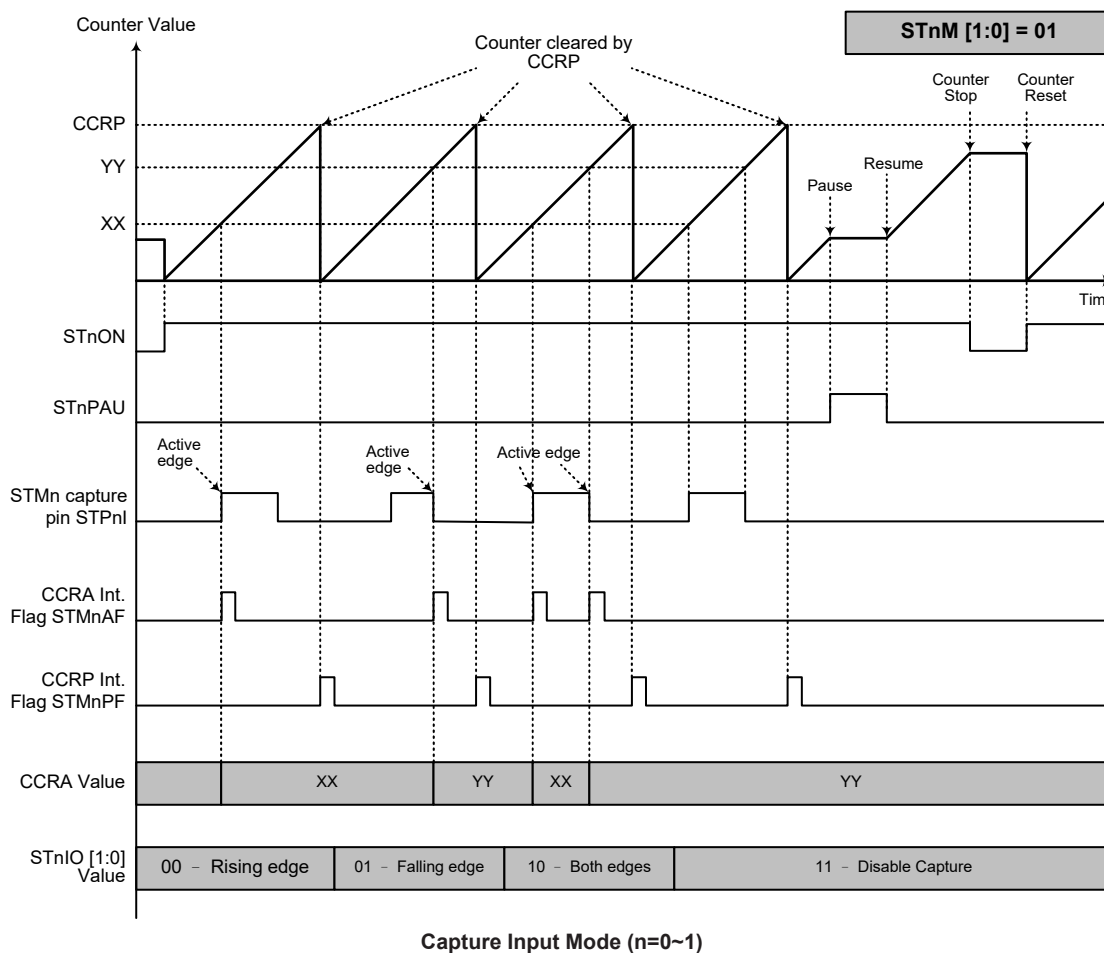 Counter Value
STnM [1:0] = 01
Counter cleared by
CCRP
Counter
Stop
Counter
Reset
CCRP
YY
XX
Pause
Resume
Tim
STnON
STnPAU
Active
edge
Active
edge
Active edge
STMn capture
pin STPnI
CCRA Int.
Flag STMnAF
CCRP Int.
Flag STMnPF
CCRA Value
XX
YY
XX
YY
STnIO [1:0]
Value
00 – Rising edge
01 – Falling edge
10 – Both edges
11 – Disable Capture
Capture Input Mode (n=0~1)